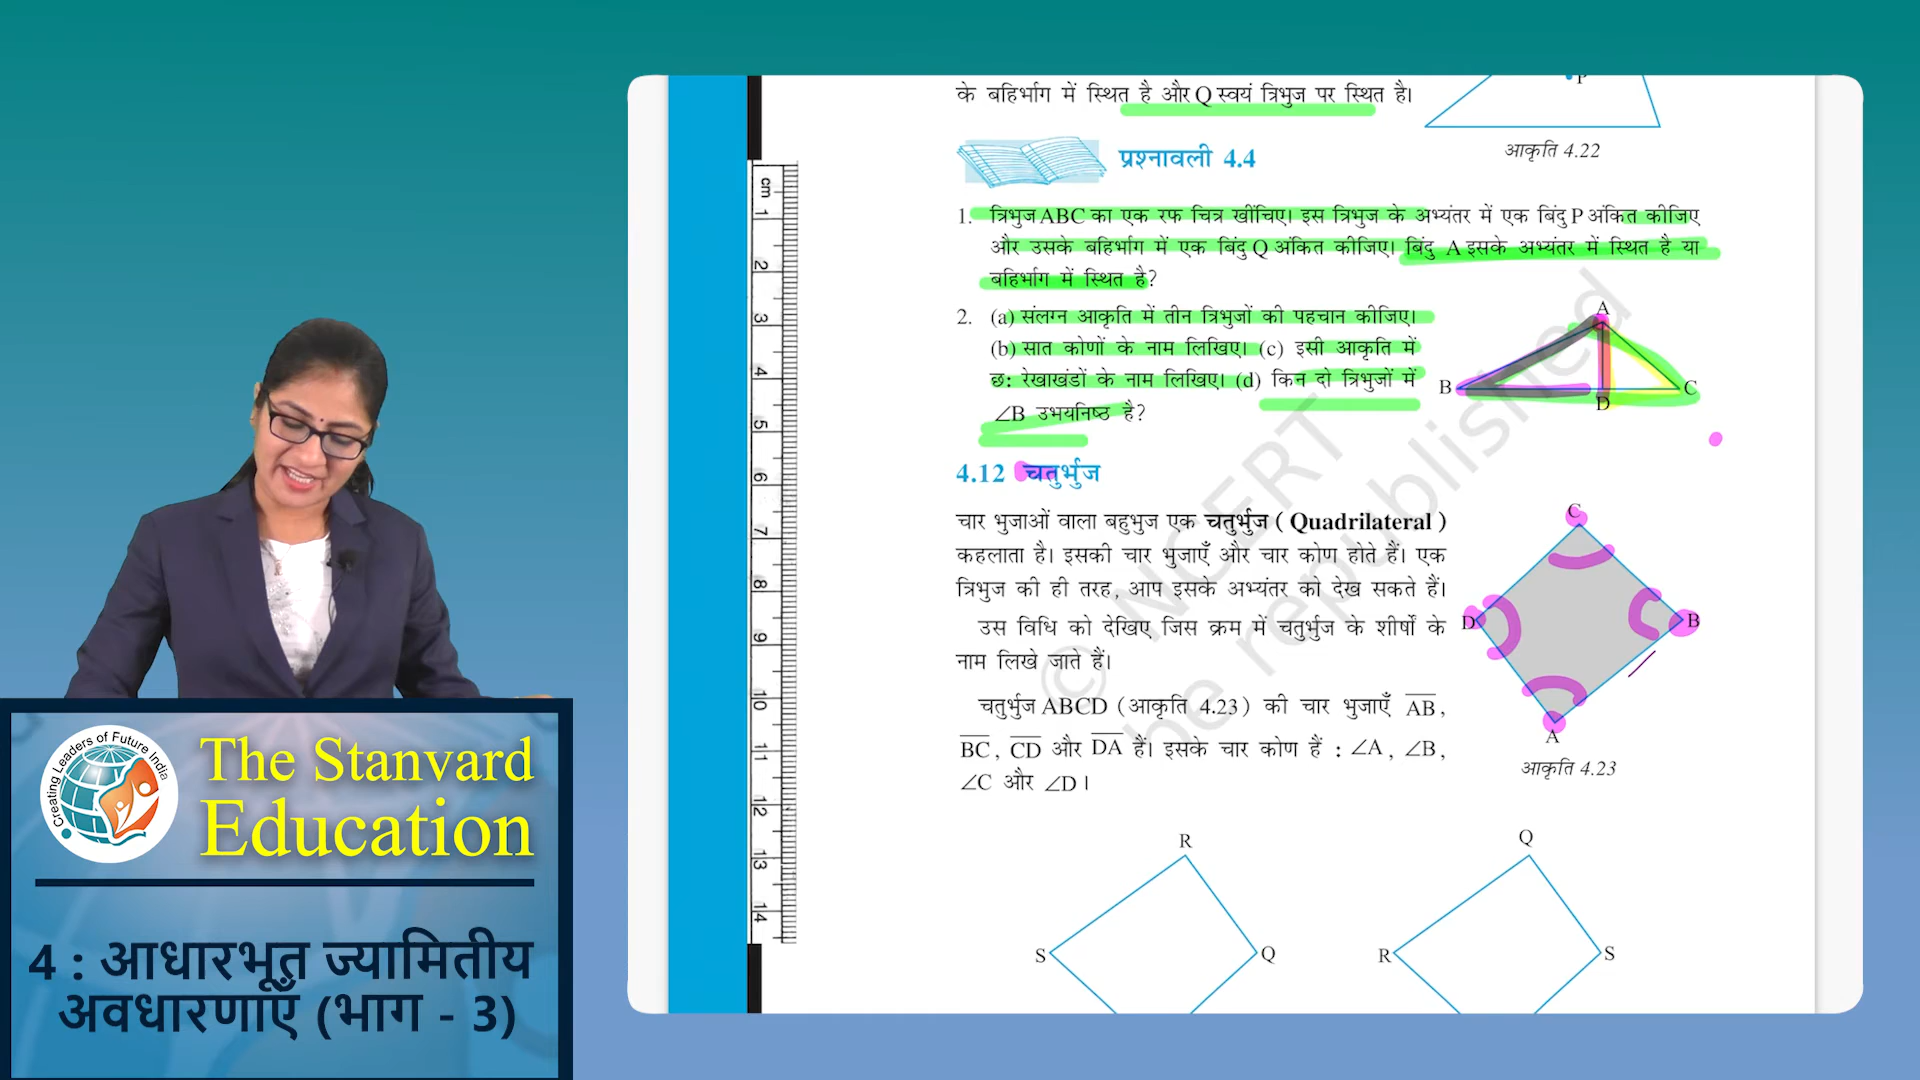 के बहिर्भाग में स्थित है और Q स्वयं त्रिभुज पर स्थित है।
P
आकृति 4.22
प्रश्नावली 4.4
1. त्रिभुज ABC का एक रफ चित्र खींचिए। इस त्रिभुज के अभ्यंतर में एक बिंदु P अंकित कीजिए
और उसके बहिर्भाग में एक बिंदु Q अंकित कीजिए। बिंदु A इसके अभ्यंतर में स्थित है या
बहिर्भाग में स्थित है?
2. (a) संलग्न आकृति में तीन त्रिभुजों की पहचान कीजिए।
(b) सात कोणों के नाम लिखिए। (c) इसी आकृति में
छ: रेखाखंडों के नाम लिखिए। (d) किन दो त्रिभुजों में
∠B उभयनिष्ठ है?
A
B
D
C
4.12 चतुर्भुज
चार भुजाओं वाला बहुभुज एक चतुर्भुज ( Quadrilateral )
कहलाता है। इसकी चार भुजाएँ और चार कोण होते हैं। एक
त्रिभुज की ही तरह, आप इसके अभ्यंतर को देख सकते हैं।
उस विधि को देखिए जिस क्रम में चतुर्भुज के शीर्षों के
नाम लिखे जाते हैं।
चतुर्भुज ABCD (आकृति 4.23) की चार भुजाएँ AB,
BC, CD और DA हैं। इसके चार कोण हैं : ∠A, ∠B,
∠C और ∠D।
C
D
B
A
आकृति 4.23
R
S
Q
Q
R
S
© NCERT
be republished
cm
1
2
3
4
5
6
7
8
9
10
11
12
13
14
Creating Leaders of Future India
The Stanvard
Education
4 : आधारभूत ज्यामितीय
अवधारणाएँ (भाग - 3)